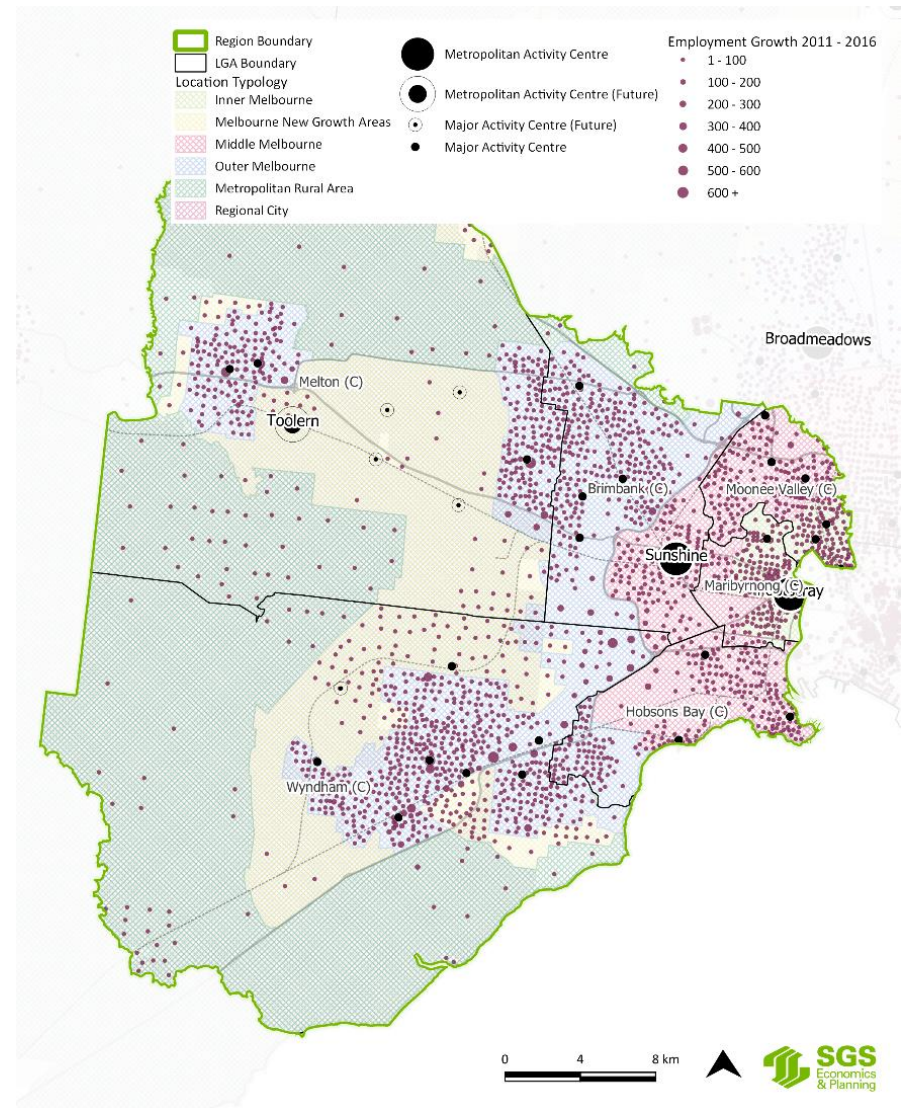 Region Boundary
LGA Boundary
Location Typology
Inner Melbourne
Melbourne New Growth Areas
Middle Melbourne
Outer Melbourne
Metropolitan Rural Area
Regional City
Metropolitan Activity Centre
Metropolitan Activity Centre (Future)
Major Activity Centre (Future)
Major Activity Centre
Employment Growth 2011 - 2016
1 - 100
100 - 200
200 - 300
300 - 400
400 - 500
500 - 600
600 +
Broadmeadows
Melton (C)
Toolern
Brimbank (C)
Moonee Valley (C)
Sunshine
Maribyrnong (C)
Hobsons Bay (C)
Wyndham (C)
0 4 8 km
SGS
Economics
& Planning